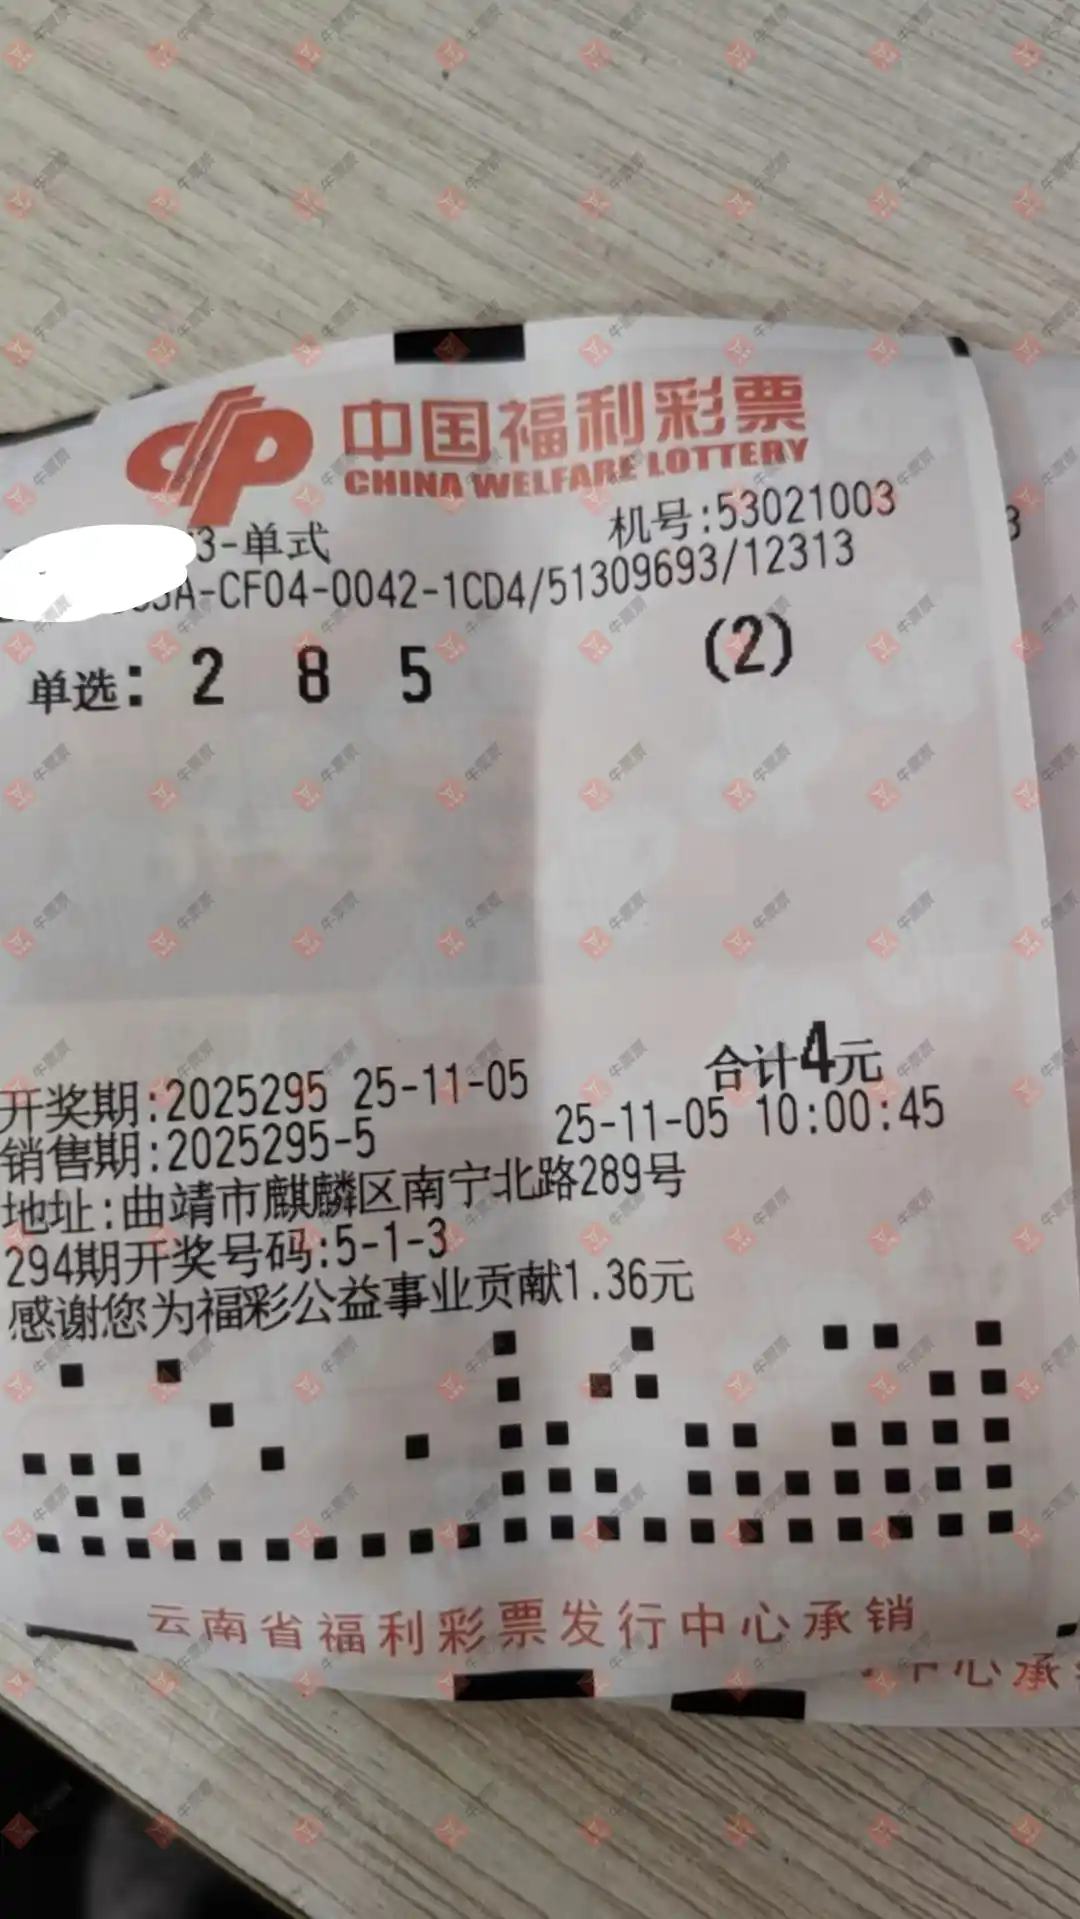 中国福利彩票
CHINA WELFARE LOTTERY
3-单式 机号:53021003
A-CF04-0042-1CD4/51309693/12313
单选: 2 8 5 (2)
合计4元
开奖期:2025295 25-11-05
销售期:2025295-5 25-11-05 10:00:45
地址:曲靖市麒麟区南宁北路289号
294期开奖号码:5-1-3
感谢您为福彩公益事业贡献1.36元
云南省福利彩票发行中心承销
中心承